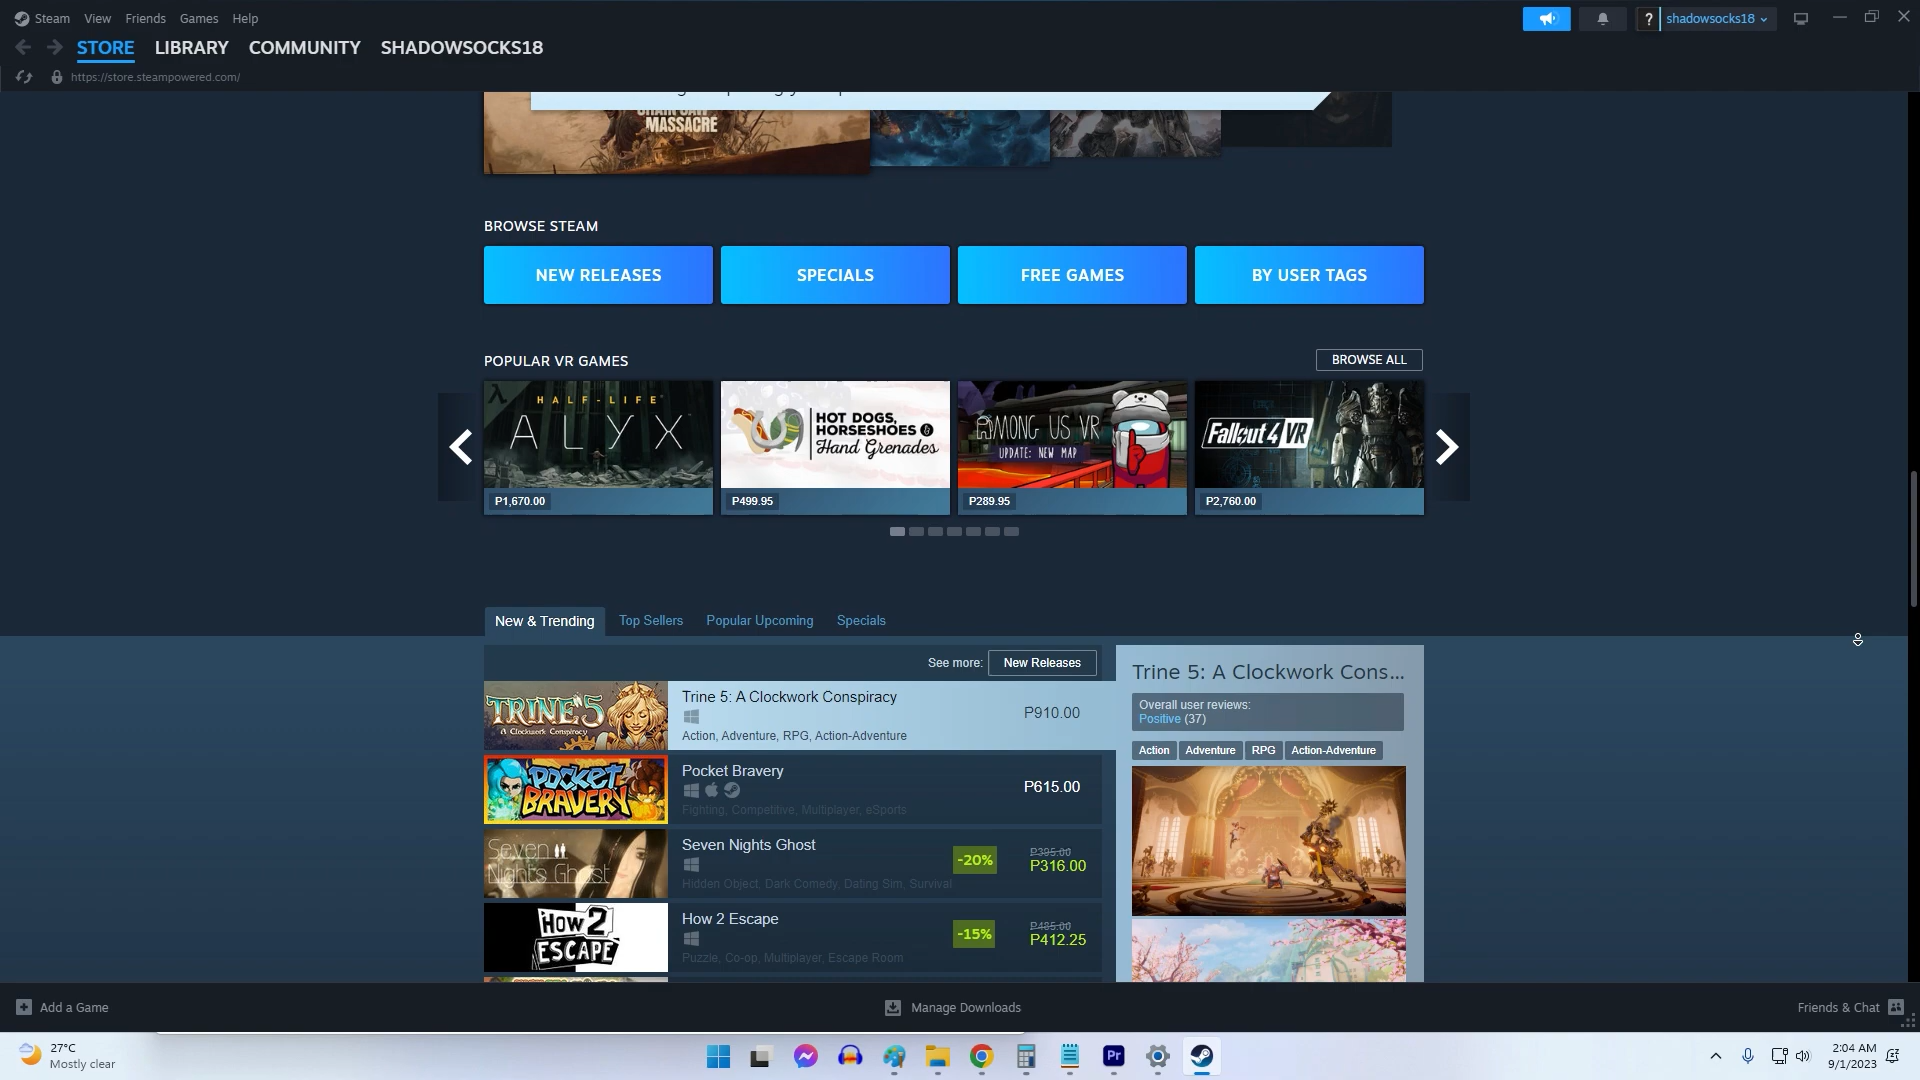 Steam View Friends Games Help
? shadowsocks18
STORE LIBRARY COMMUNITY SHADOWSOCKS18
https://store.steampowered.com/
MASSACRE
BROWSE STEAM
NEW RELEASES SPECIALS FREE GAMES BY USER TAGS
POPULAR VR GAMES BROWSE ALL
HALF-LIFE
ALYX
HOT DOGS,
HORSESHOES &
Hand Grenades
AMONG US VR
UPDATE: NEW MAP
Fallout 4 VR
P1,670.00 P499.95 P289.95 P2,760.00
New & Trending Top Sellers Popular Upcoming Specials
See more: New Releases
TRINE 5
A Clockwork Conspiracy
Trine 5: A Clockwork Conspiracy
P910.00
Action, Adventure, RPG, Action-Adventure
POCKET
BRAVERY
Pocket Bravery
P615.00
Fighting, Competitive, Multiplayer, eSports
Seven
Nights Ghost
Seven Nights Ghost
-20% P395.00
P316.00
Hidden Object, Dark Comedy, Dating Sim, Survival
HOW 2
ESCAPE
How 2 Escape
-15% P485.00
P412.25
Puzzle, Co-op, Multiplayer, Escape Room
Trine 5: A Clockwork Cons...
Overall user reviews:
Positive (37)
Action Adventure RPG Action-Adventure
Add a Game Manage Downloads Friends & Chat
27°C
Mostly clear
Pr
2:04 AM
9/1/2023